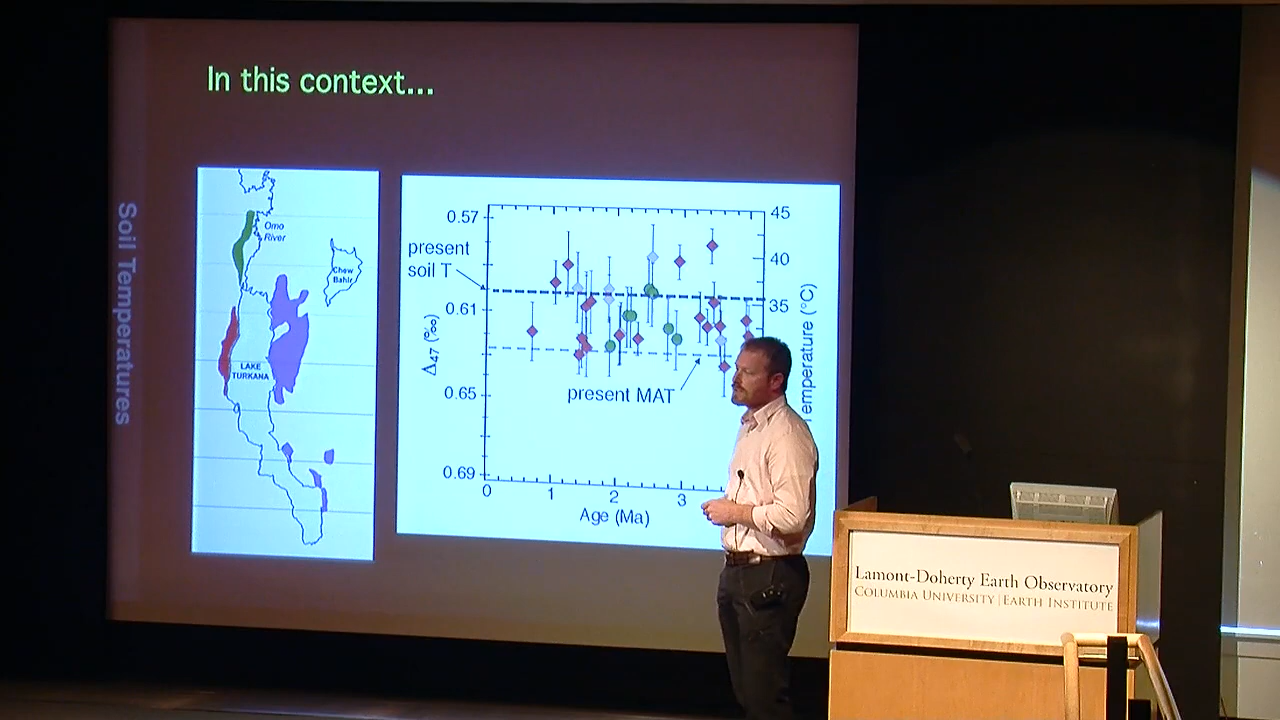 In this context...
Soil Temperatures
Omo
River
Chew
Bahir
LAKE
TURKANA
present
soil T
0.57
0.61
0.65
0.69
Δ47 (‰)
45
40
35
Temperature (°C)
present MAT
0
1
2
3
Age (Ma)
Lamont-Doherty Earth Observatory
COLUMBIA UNIVERSITY | EARTH INSTITUTE